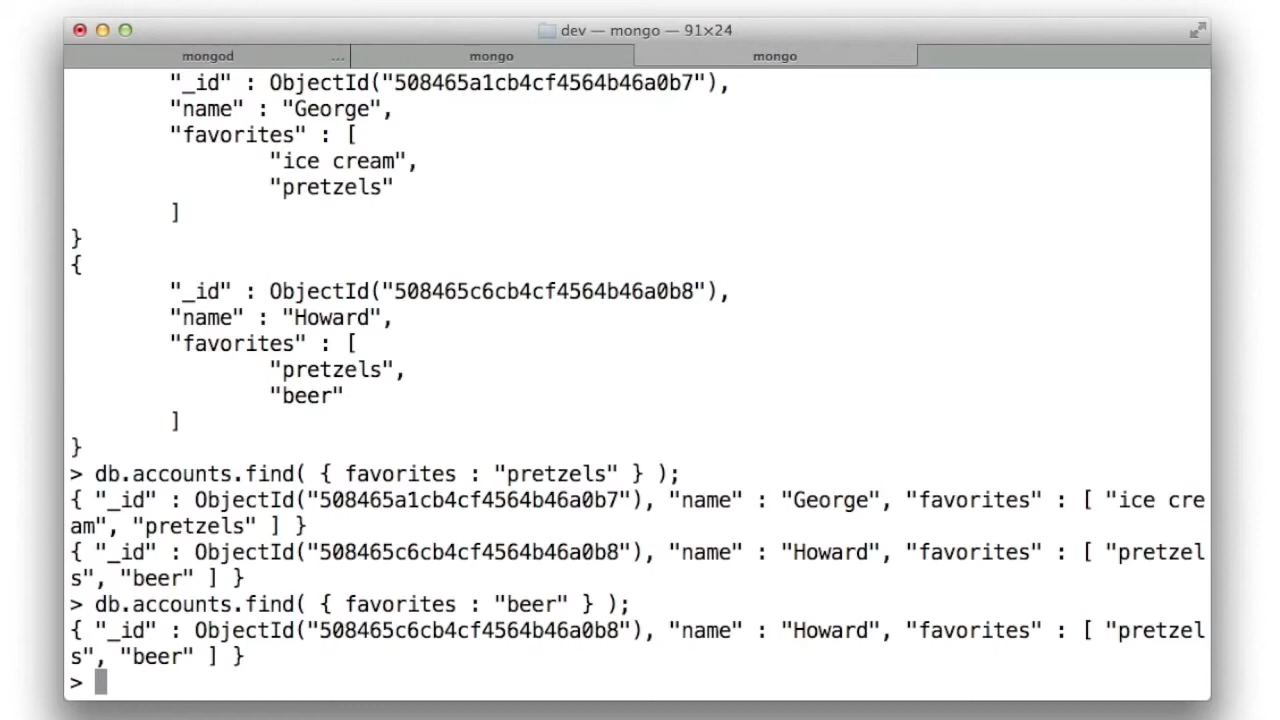 dev — mongo — 91×24
mongod ... mongo mongo
"_id" : ObjectId("508465a1cb4cf4564b46a0b7"),
"name" : "George",
"favorites" : [
"ice cream",
"pretzels"
]
}
{
"_id" : ObjectId("508465c6cb4cf4564b46a0b8"),
"name" : "Howard",
"favorites" : [
"pretzels",
"beer"
]
}
> db.accounts.find( { favorites : "pretzels" } );
{ "_id" : ObjectId("508465a1cb4cf4564b46a0b7"), "name" : "George", "favorites" : [ "ice cre
am", "pretzels" ] }
{ "_id" : ObjectId("508465c6cb4cf4564b46a0b8"), "name" : "Howard", "favorites" : [ "pretzel
s", "beer" ] }
> db.accounts.find( { favorites : "beer" } );
{ "_id" : ObjectId("508465c6cb4cf4564b46a0b8"), "name" : "Howard", "favorites" : [ "pretzel
s", "beer" ] }
>